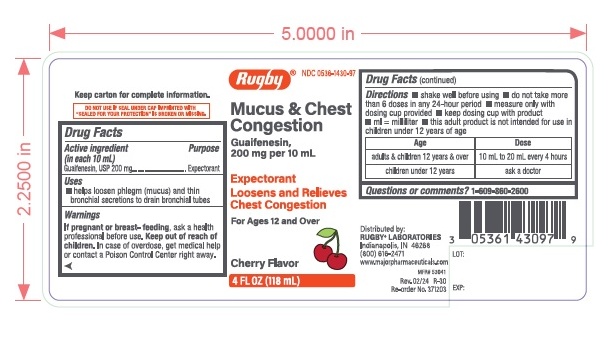 5.0000 in
2.2500 in
Keep carton for complete information.
DO NOT USE IF SEAL UNDER CAP IMPRINTED WITH
"SEALED FOR YOUR PROTECTION" IS BROKEN OR MISSING.
Drug Facts
Active ingredient Purpose
(in each 10 mL)
Guaifenesin, USP 200 mg Expectorant
Uses
■ helps loosen phlegm (mucus) and thin
bronchial secretions to drain bronchial tubes
Warnings
If pregnant or breast-feeding, ask a health
professional before use. Keep out of reach of
children. In case of overdose, get medical help
or contact a Poison Control Center right away.
Rugby® NDC 0536-1430-97
Mucus & Chest
Congestion
Guaifenesin,
200 mg per 10 mL
Expectorant
Loosens and Relieves
Chest Congestion
For Ages 12 and Over
Cherry Flavor
4 FL OZ (118 mL)
Drug Facts (continued)
Directions ■ shake well before using ■ do not take more
than 6 doses in any 24-hour period ■ measure only with
dosing cup provided ■ keep dosing cup with product
■ ml = milliliter ■ this adult product is not intended for use in
children under 12 years of age
Age Dose
adults & children 12 years & over 10 mL to 20 mL every 4 hours
children under 12 years ask a doctor
Questions or comments? 1-609-860-2600
Distributed by:
RUGBY® LABORATORIES
Indianapolis, IN 46268
(800) 616-2471
www.majorpharmaceuticals.com
MFR# 53041
Rev. 02/24 R-30
Re-order No. 371203
3 05361 43097 9
LOT:
EXP: